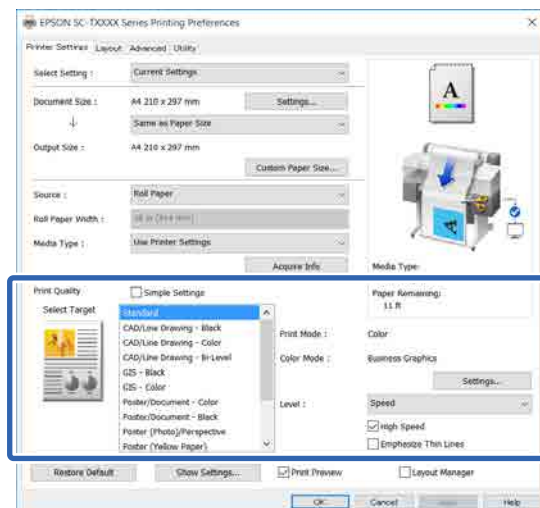 EPSON SC-TXXXX Series Printing Preferences
Printer Settings Layout Advanced Utility
Select Setting : Current Settings
Document Size : A4 210 x 297 mm Settings...
Same as Paper Size
Output Size : A4 210 x 297 mm
Custom Paper Size...
Source : Roll Paper
Roll Paper Width :
Media Type : Use Printer Settings
Acquire Info
Media Type:
Print Quality Simple Settings
Paper Remaining:
11 ft
Select Target
Standard
CAD/Line Drawing - Black
CAD/Line Drawing - Color
CAD/Line Drawing - Bi-Level
GIS - Black
GIS - Color
Poster/Document - Color
Poster/Document - Black
Poster (Photo)/Perspective
Poster (Yellow Paper)
Print Mode : Color
Color Mode : Business Graphics
Settings...
Level : Speed
High Speed
Emphasize Thin Lines
Restore Default Show Settings... Print Preview Layout Manager
OK Cancel Help
A